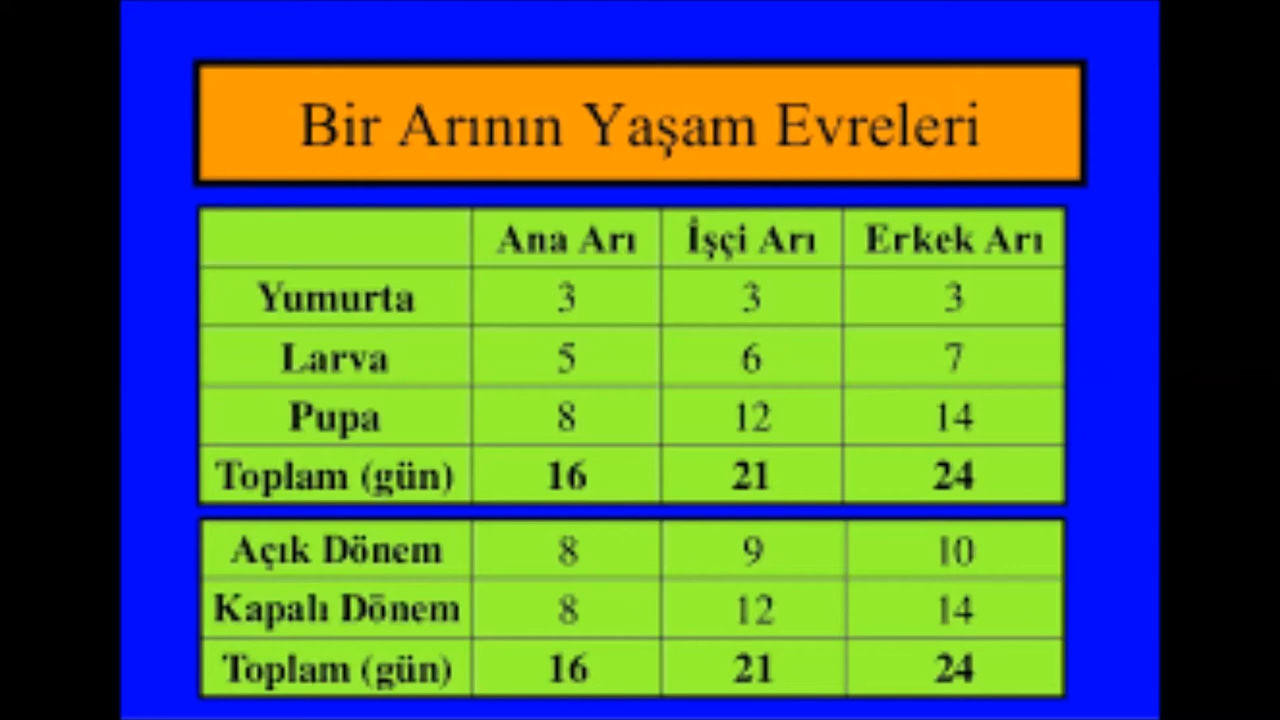 Bir Arının Yaşam Evreleri
Ana Arı İşçi Arı Erkek Arı
Yumurta 3 3 3
Larva 5 6 7
Pupa 8 12 14
Toplam (gün) 16 21 24
Açık Dönem 8 9 10
Kapalı Dönem 8 12 14
Toplam (gün) 16 21 24